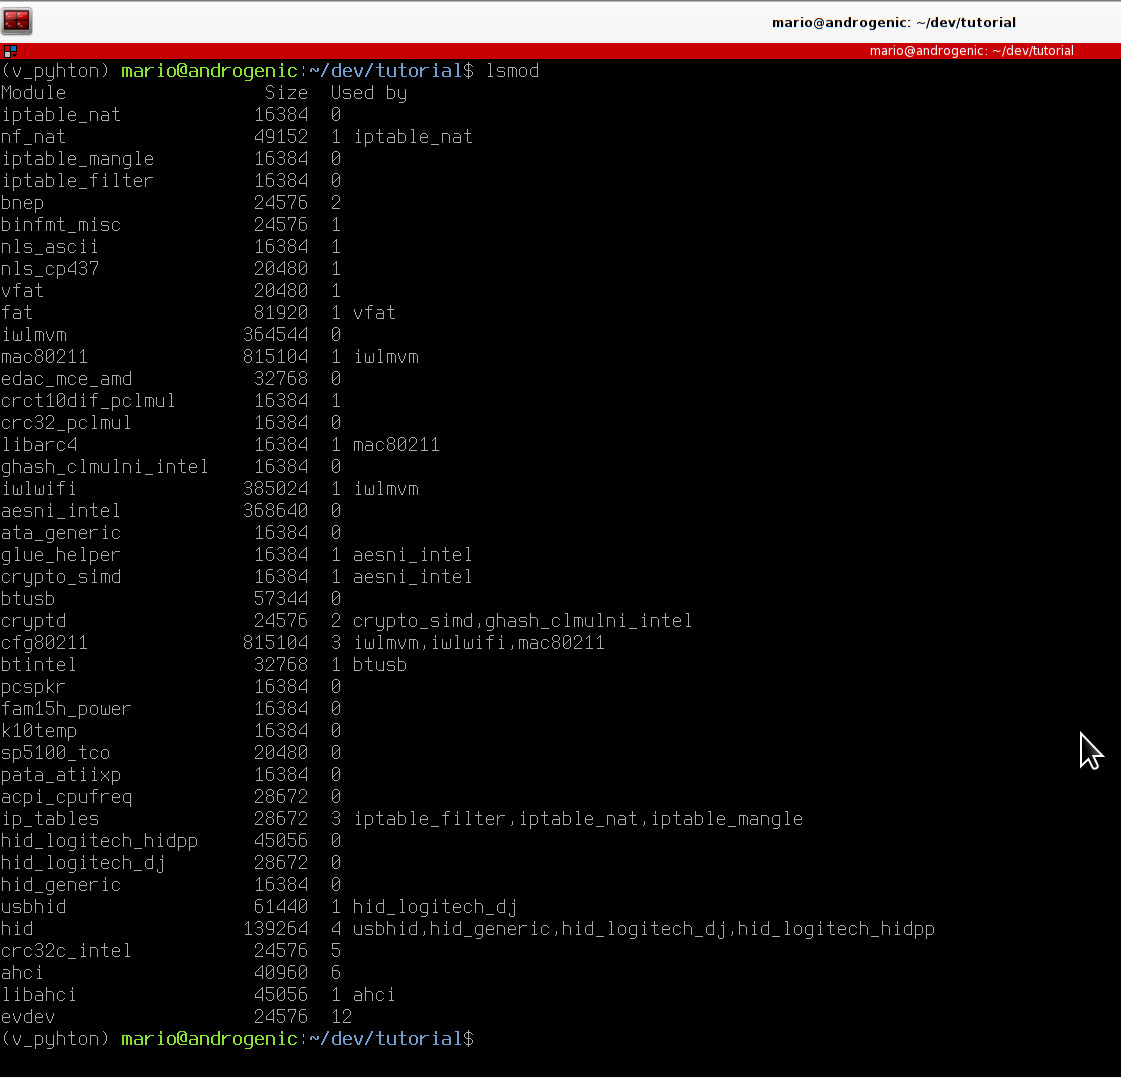 mario@androgenic: ~/dev/tutorial
mario@androgenic: ~/dev/tutorial
(v_pyhton) mario@androgenic:~/dev/tutorial$ lsmod
Module                  Size  Used by
iptable_nat            16384  0
nf_nat                 49152  1 iptable_nat
iptable_mangle         16384  0
iptable_filter         16384  0
bnep                   24576  2
binfmt_misc            24576  1
nls_ascii              16384  1
nls_cp437              20480  1
vfat                   20480  1
fat                    81920  1 vfat
iwlmvm                364544  0
mac80211              815104  1 iwlmvm
edac_mce_amd           32768  0
crct10dif_pclmul       16384  1
crc32_pclmul           16384  0
libarc4                16384  1 mac80211
ghash_clmulni_intel    16384  0
iwlwifi               385024  1 iwlmvm
aesni_intel           368640  0
ata_generic            16384  0
glue_helper            16384  1 aesni_intel
crypto_simd            16384  1 aesni_intel
btusb                  57344  0
cryptd                 24576  2 crypto_simd,ghash_clmulni_intel
cfg80211              815104  3 iwlmvm,iwlwifi,mac80211
btintel                32768  1 btusb
pcspkr                 16384  0
fam15h_power           16384  0
k10temp                16384  0
sp5100_tco             20480  0
pata_atiixp            16384  0
acpi_cpufreq           28672  0
ip_tables              28672  3 iptable_filter,iptable_nat,iptable_mangle
hid_logitech_hidpp     45056  0
hid_logitech_dj        28672  0
hid_generic            16384  0
usbhid                 61440  1 hid_logitech_dj
hid                   139264  4 usbhid,hid_generic,hid_logitech_dj,hid_logitech_hidpp
crc32c_intel           24576  5
ahci                   40960  6
libahci                45056  1 ahci
evdev                  24576  12
(v_pyhton) mario@androgenic:~/dev/tutorial$